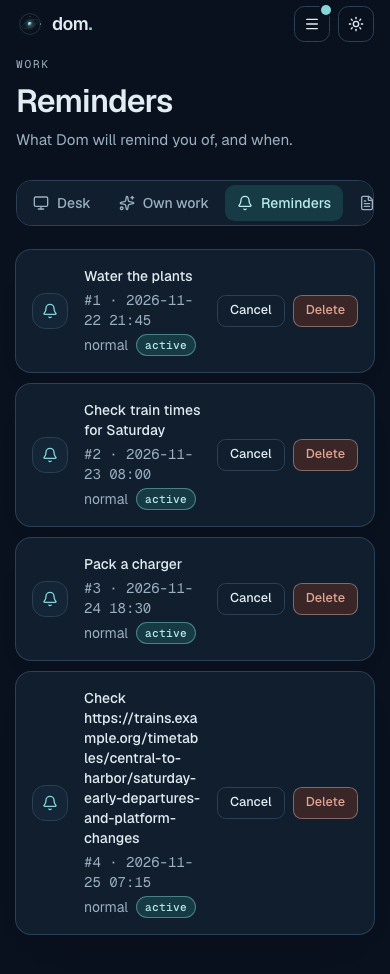 dom.
WORK
Reminders
What Dom will remind you of, and when.
Desk
Own work
Reminders
Water the plants
#1 · 2026-11-
22 21:45
normal active
Cancel
Delete
Check train times
for Saturday
#2 · 2026-11-
23 08:00
normal active
Cancel
Delete
Pack a charger
#3 · 2026-11-
24 18:30
normal active
Cancel
Delete
Check
https://trains.exa
mple.org/timetab
les/central-to-
harbor/saturday-
early-departures-
and-platform-
changes
#4 · 2026-11-
25 07:15
normal active
Cancel
Delete